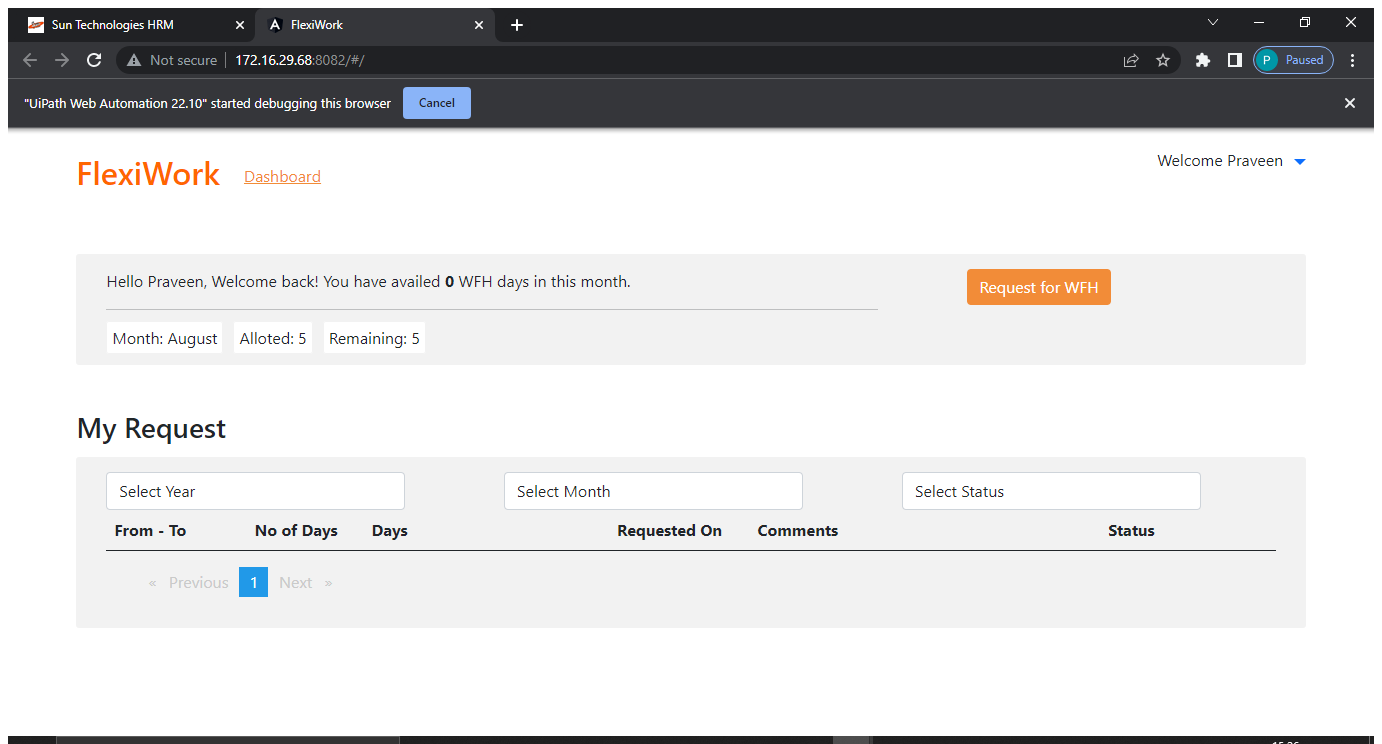 Sun Technologies HRM
FlexiWork
Not secure
172.16.29.68:8082/#/
P Paused
"UiPath Web Automation 22.10" started debugging this browser
Cancel
FlexiWork
Dashboard
Welcome Praveen
Hello Praveen, Welcome back! You have availed 0 WFH days in this month.
Request for WFH
Month: August
Alloted: 5
Remaining: 5
My Request
Select Year
Select Month
Select Status
From - To
No of Days
Days
Requested On
Comments
Status
« Previous 1 Next »